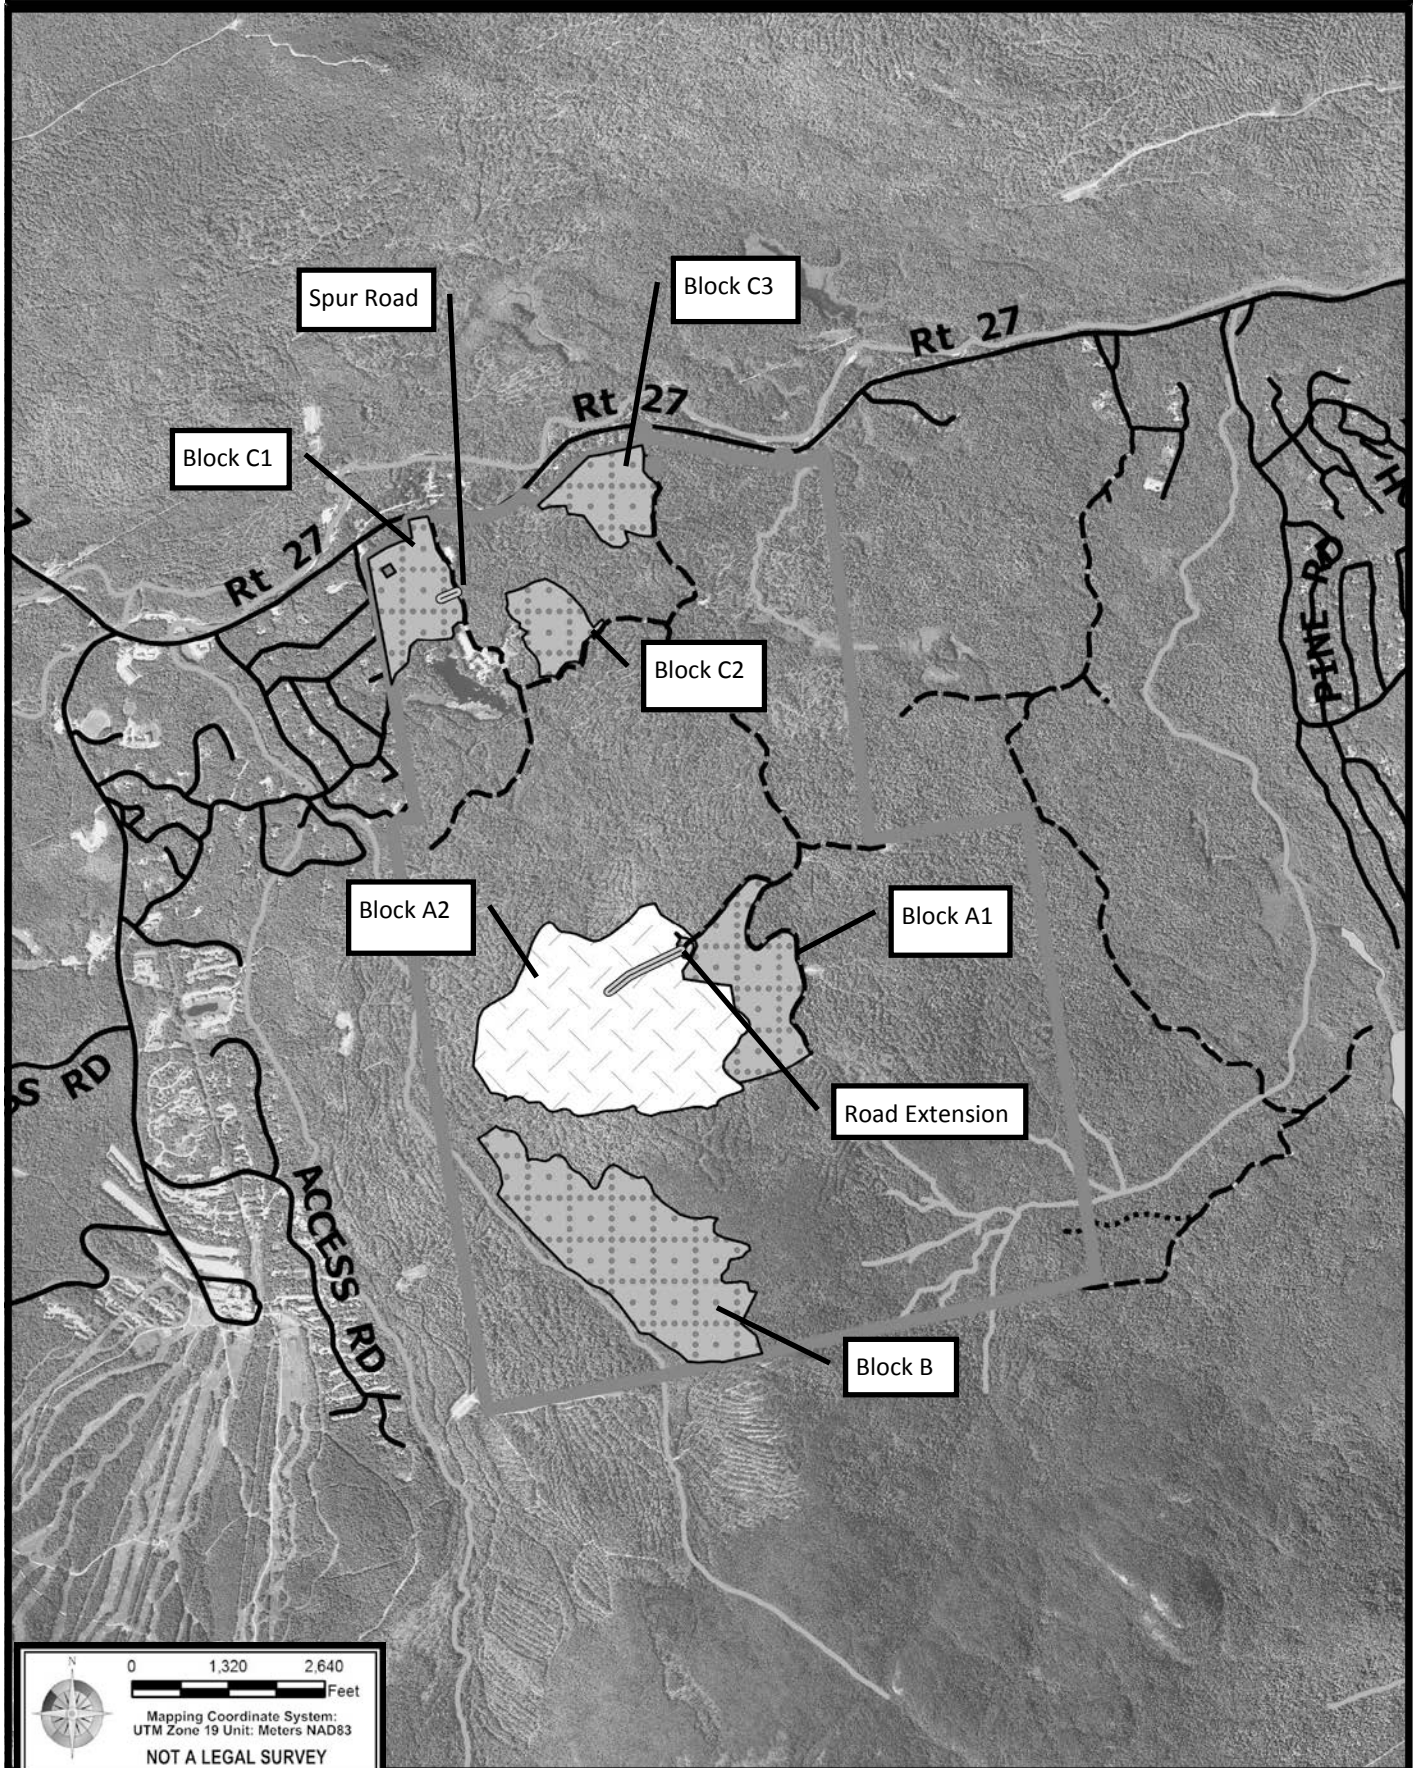 Block C3
Spur Road
Rt 27
Rt 27
Block C1
Rt 27
PINE RD
Block C2
Block A2
Block A1
SS RD
Road Extension
ACCESS RD
Block B
N
0 1,320 2,640
Feet
Mapping Coordinate System:
UTM Zone 19 Unit: Meters NAD83
NOT A LEGAL SURVEY